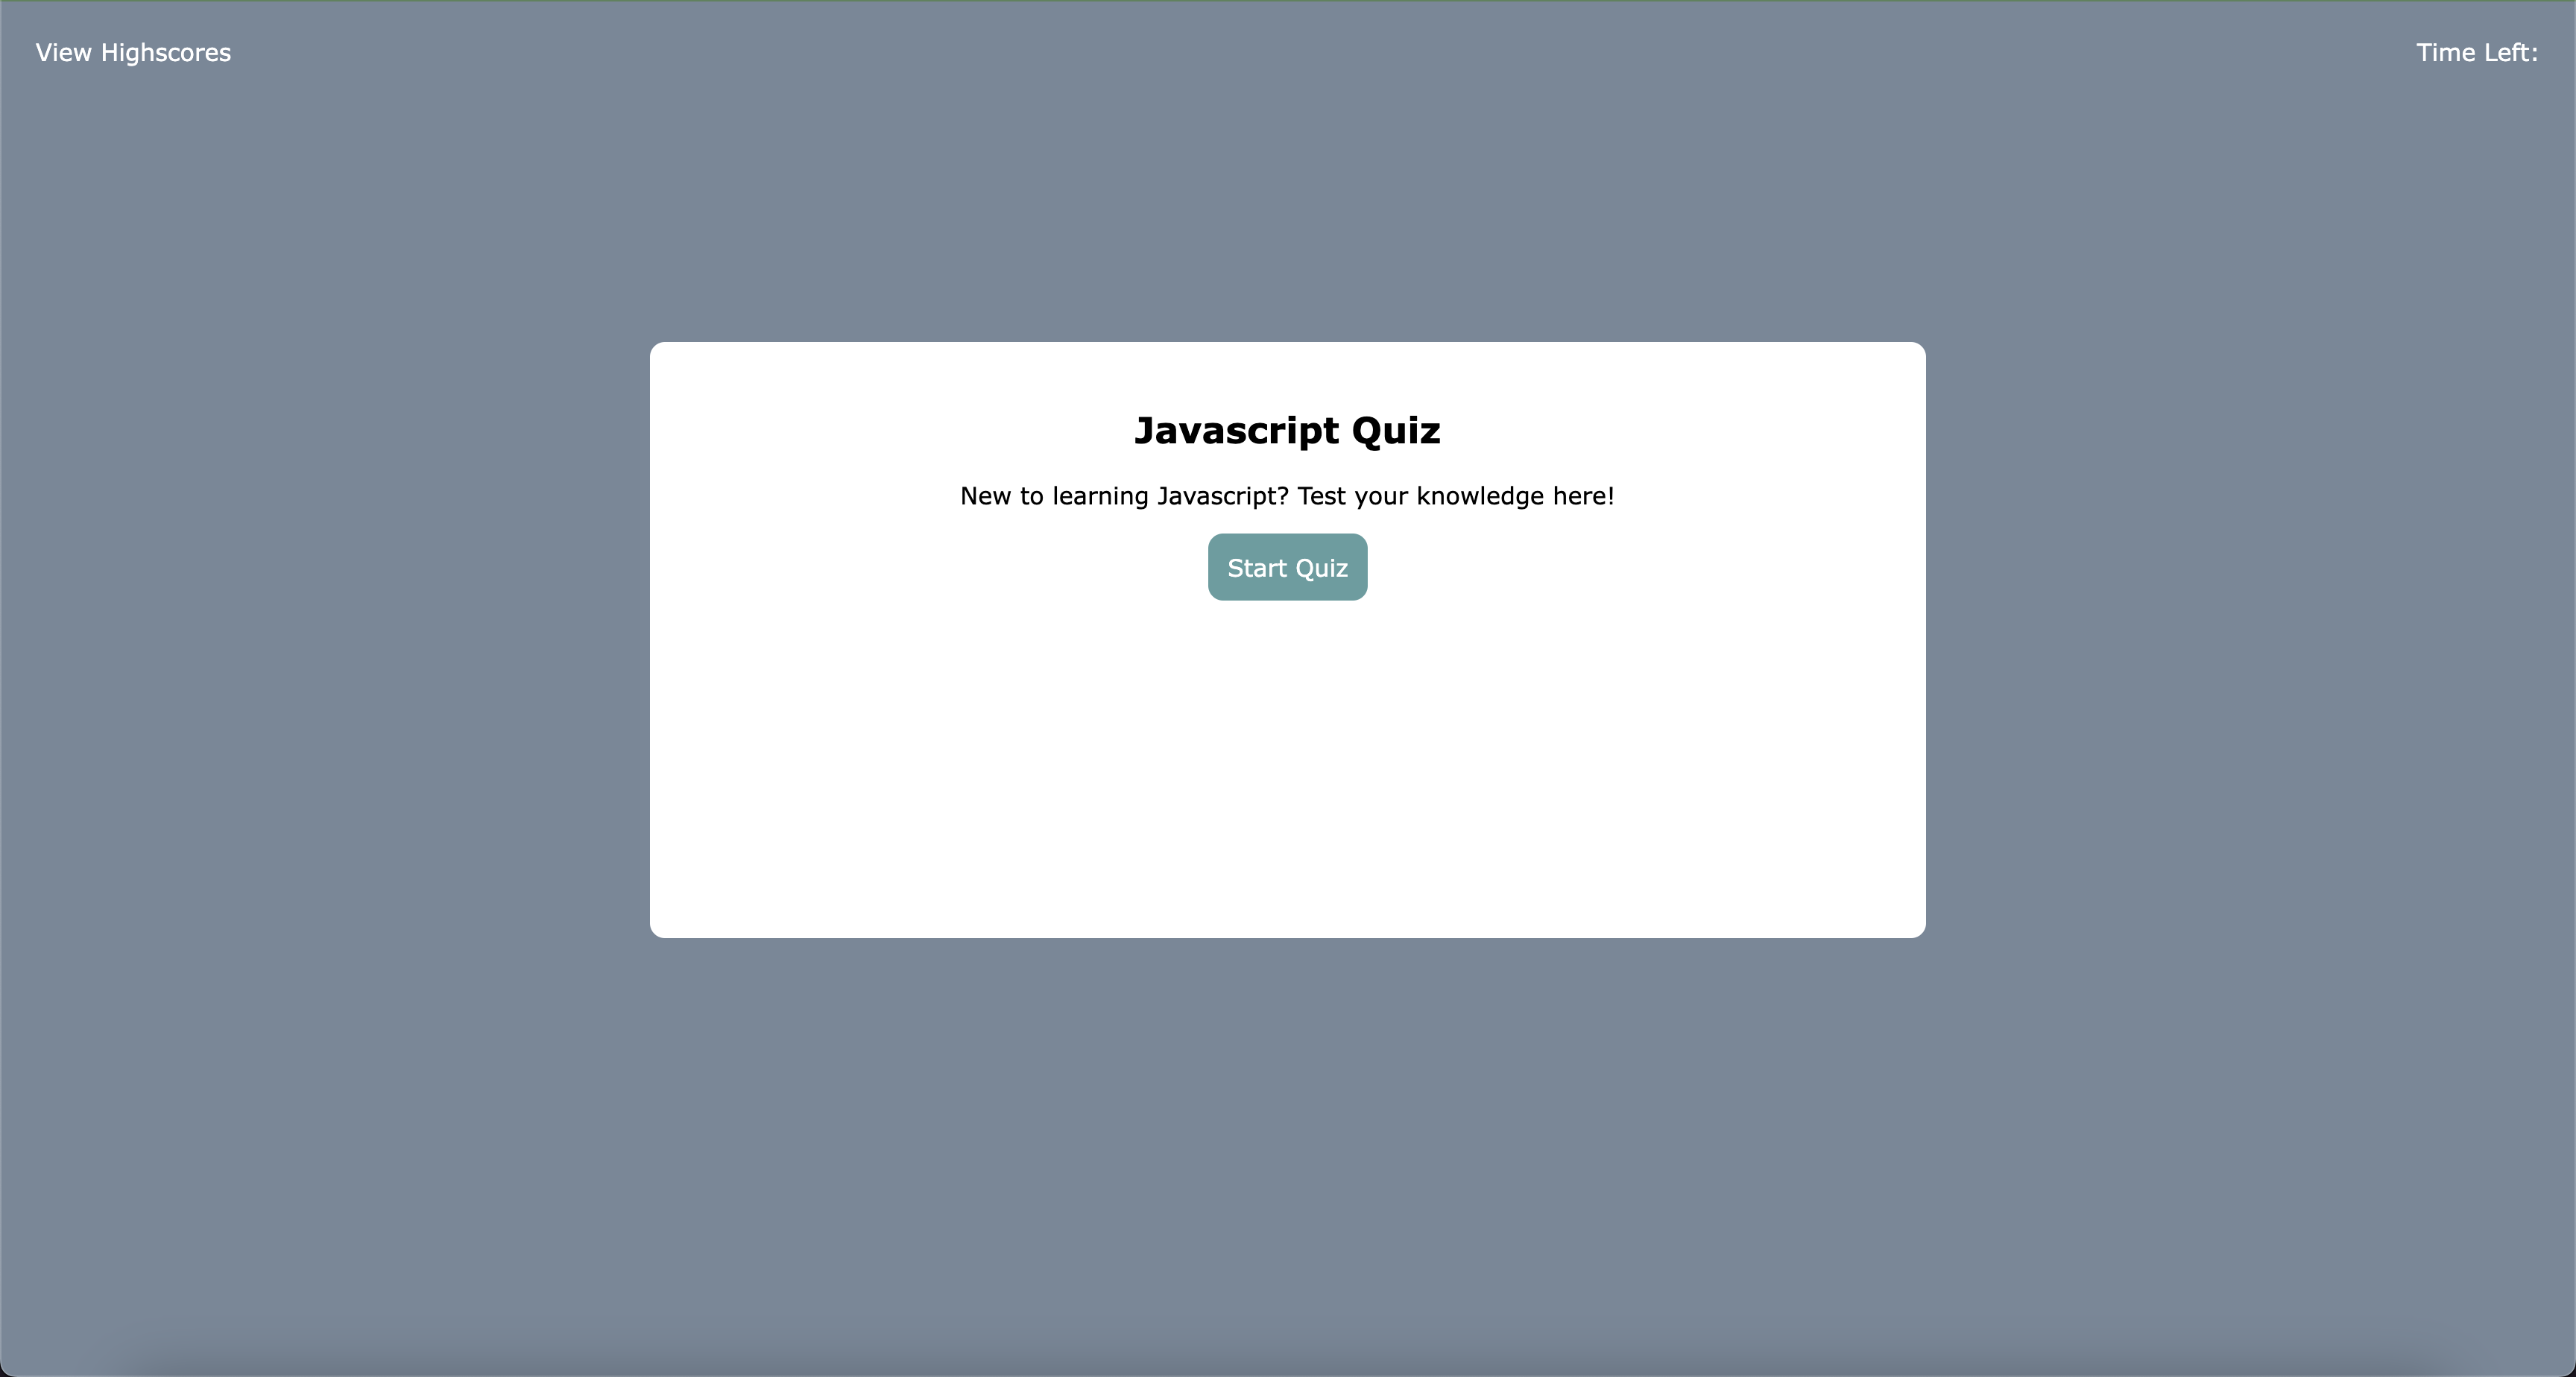 View Highscores
Time Left:
Javascript Quiz
New to learning Javascript? Test your knowledge here!
Start Quiz